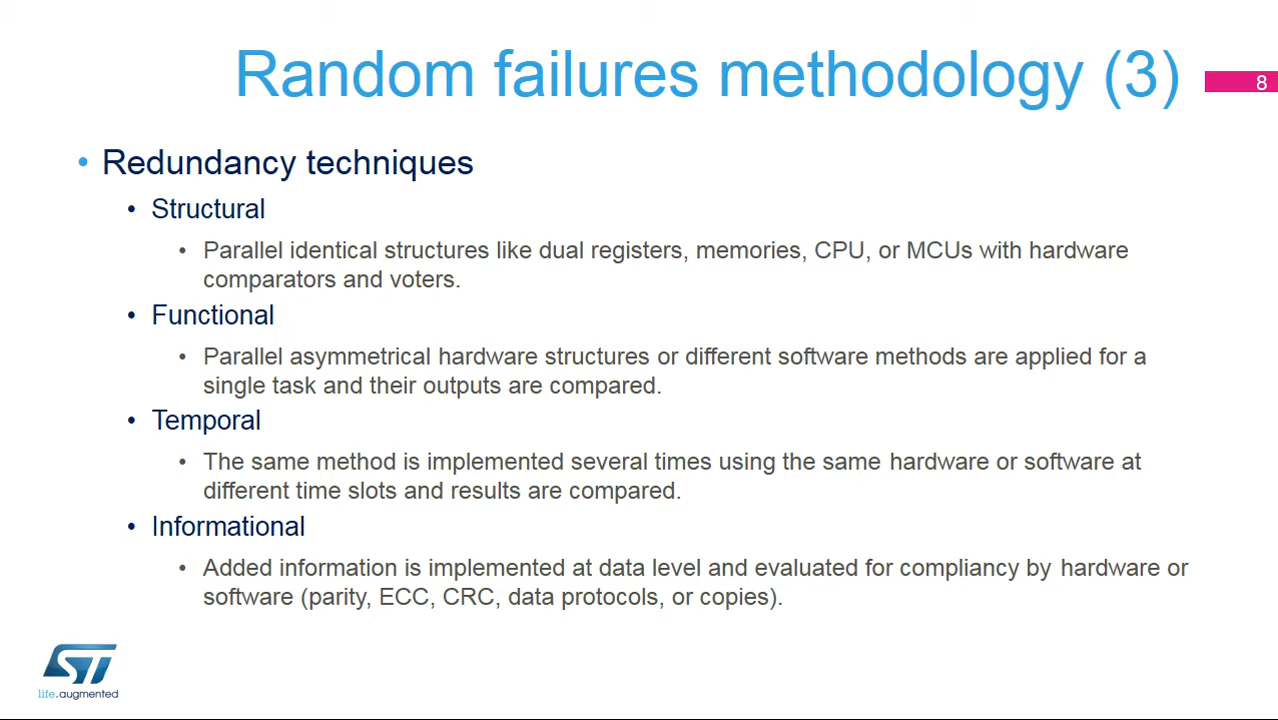 Random failures methodology (3)
8
• Redundancy techniques
• Structural
• Parallel identical structures like dual registers, memories, CPU, or MCUs with hardware
comparators and voters.
• Functional
• Parallel asymmetrical hardware structures or different software methods are applied for a
single task and their outputs are compared.
• Temporal
• The same method is implemented several times using the same hardware or software at
different time slots and results are compared.
• Informational
• Added information is implemented at data level and evaluated for compliancy by hardware or
software (parity, ECC, CRC, data protocols, or copies).
ST
life.augmented